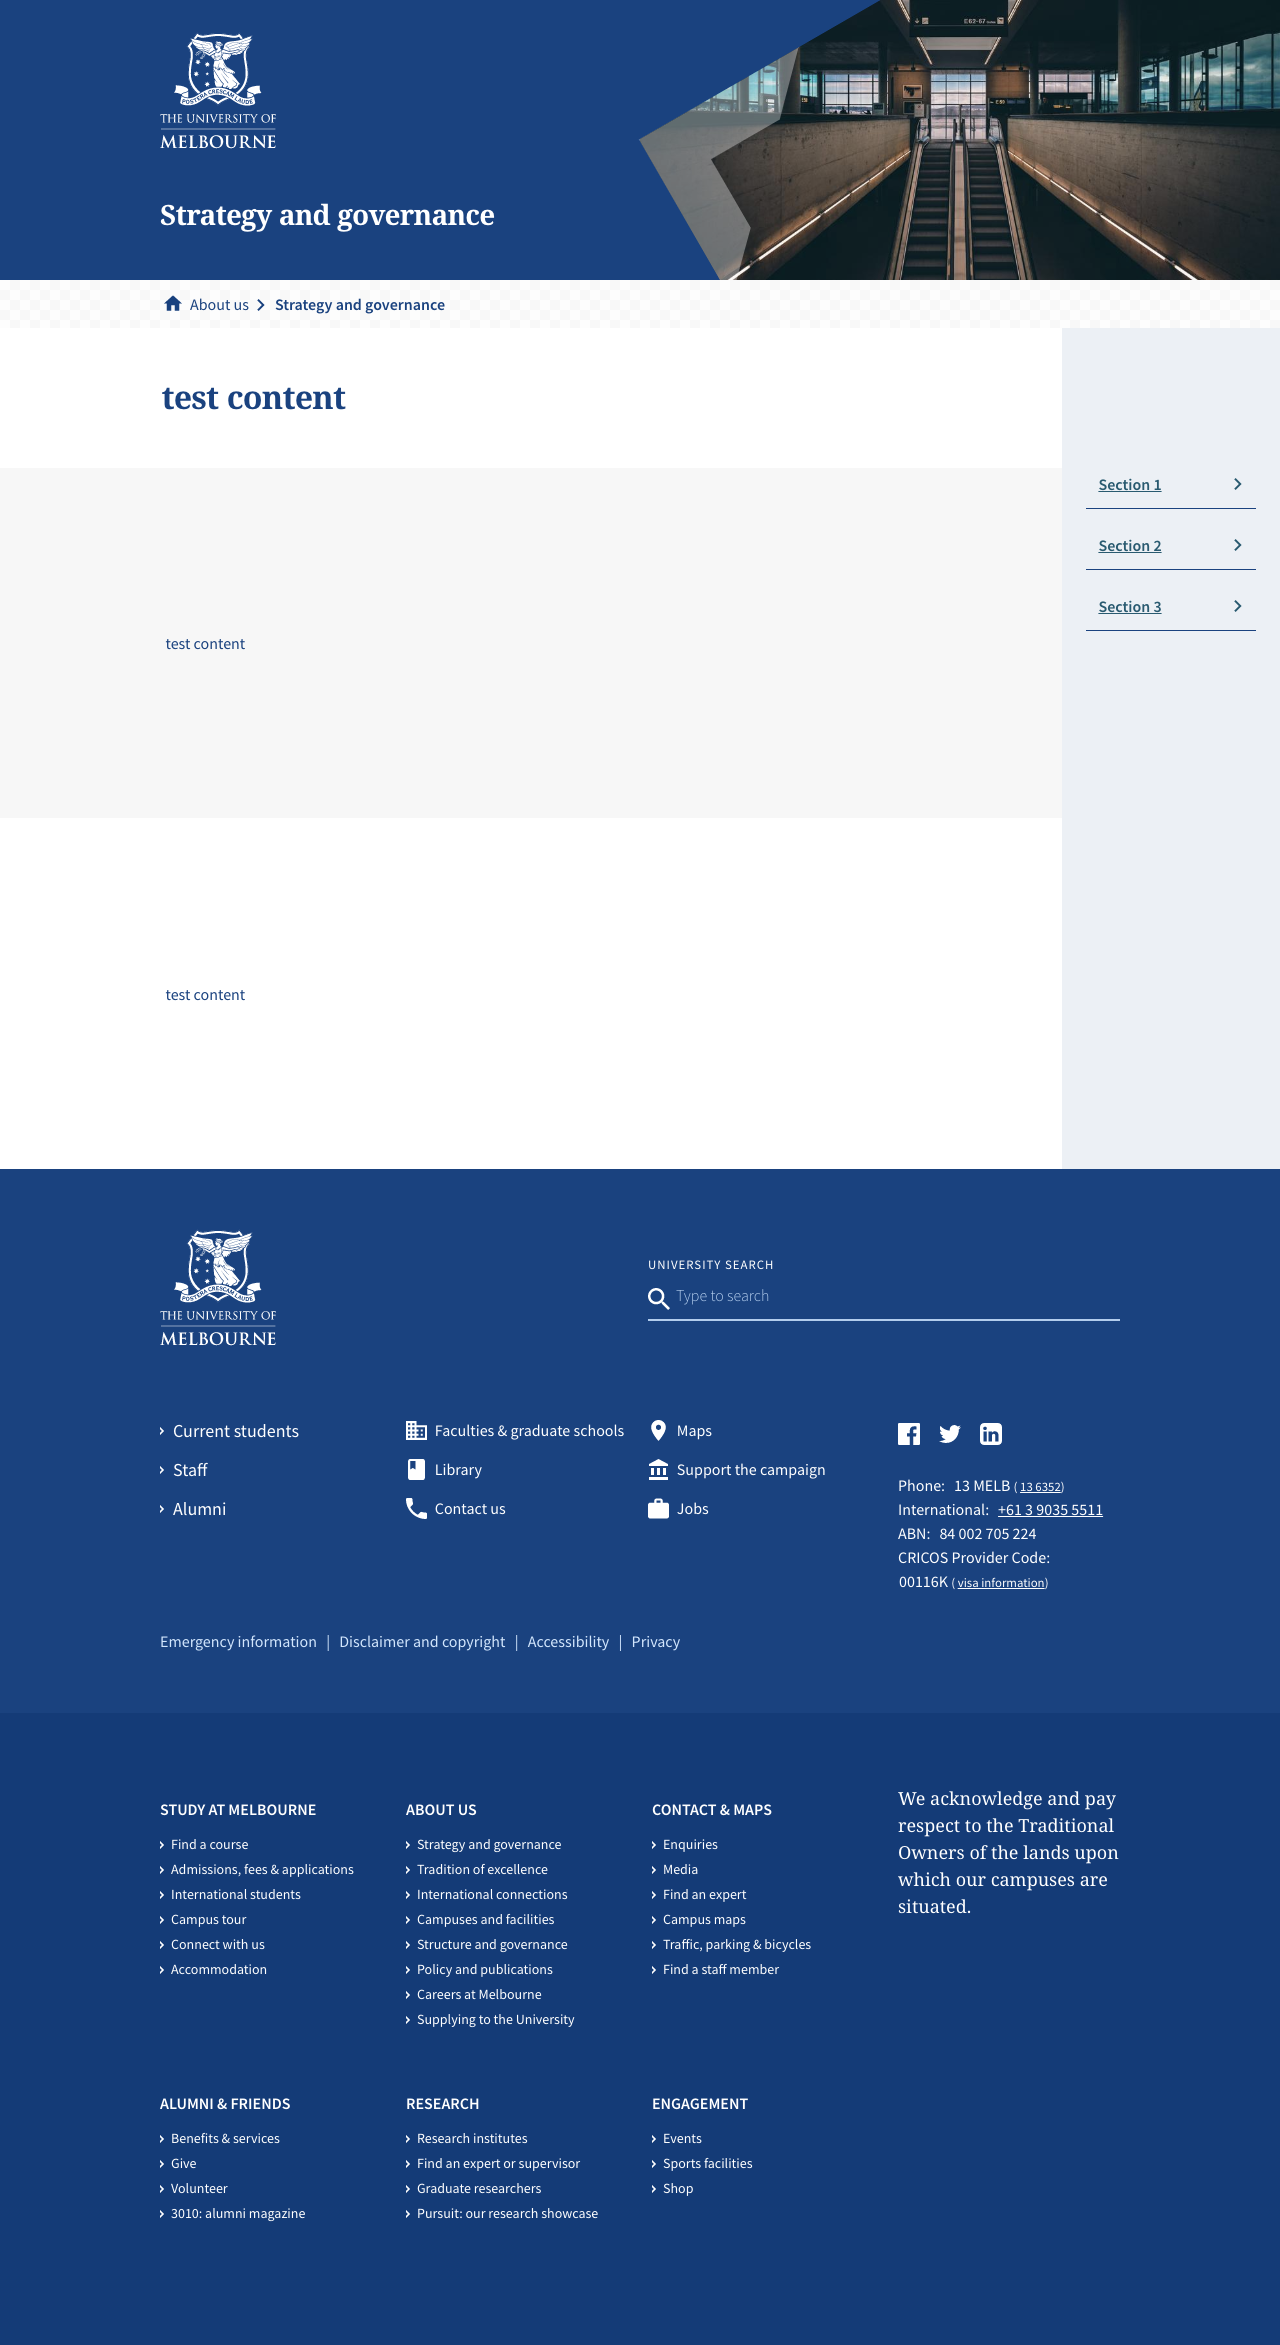 E62-67
POSTERA CRESCAM LAUDE
THE UNIVERSITY OF
MELBOURNE
Strategy and governance
About us
Strategy and governance
test content
Section 1
Section 2
Section 3
test content
test content
POSTERA CRESCAM LAUDE
THE UNIVERSITY OF
MELBOURNE
UNIVERSITY SEARCH
Type to search
Current students
Staff
Alumni
Faculties & graduate schools
Library
Contact us
Maps
Support the campaign
Jobs
Phone: 13 MELB ( 13 6352)
International: +61 3 9035 5511
ABN: 84 002 705 224
CRICOS Provider Code:
00116K ( visa information)
Emergency information | Disclaimer and copyright | Accessibility | Privacy
STUDY AT MELBOURNE
Find a course
Admissions, fees & applications
International students
Campus tour
Connect with us
Accommodation
ABOUT US
Strategy and governance
Tradition of excellence
International connections
Campuses and facilities
Structure and governance
Policy and publications
Careers at Melbourne
Supplying to the University
CONTACT & MAPS
Enquiries
Media
Find an expert
Campus maps
Traffic, parking & bicycles
Find a staff member
We acknowledge and pay
respect to the Traditional
Owners of the lands upon
which our campuses are
situated.
ALUMNI & FRIENDS
Benefits & services
Give
Volunteer
3010: alumni magazine
RESEARCH
Research institutes
Find an expert or supervisor
Graduate researchers
Pursuit: our research showcase
ENGAGEMENT
Events
Sports facilities
Shop